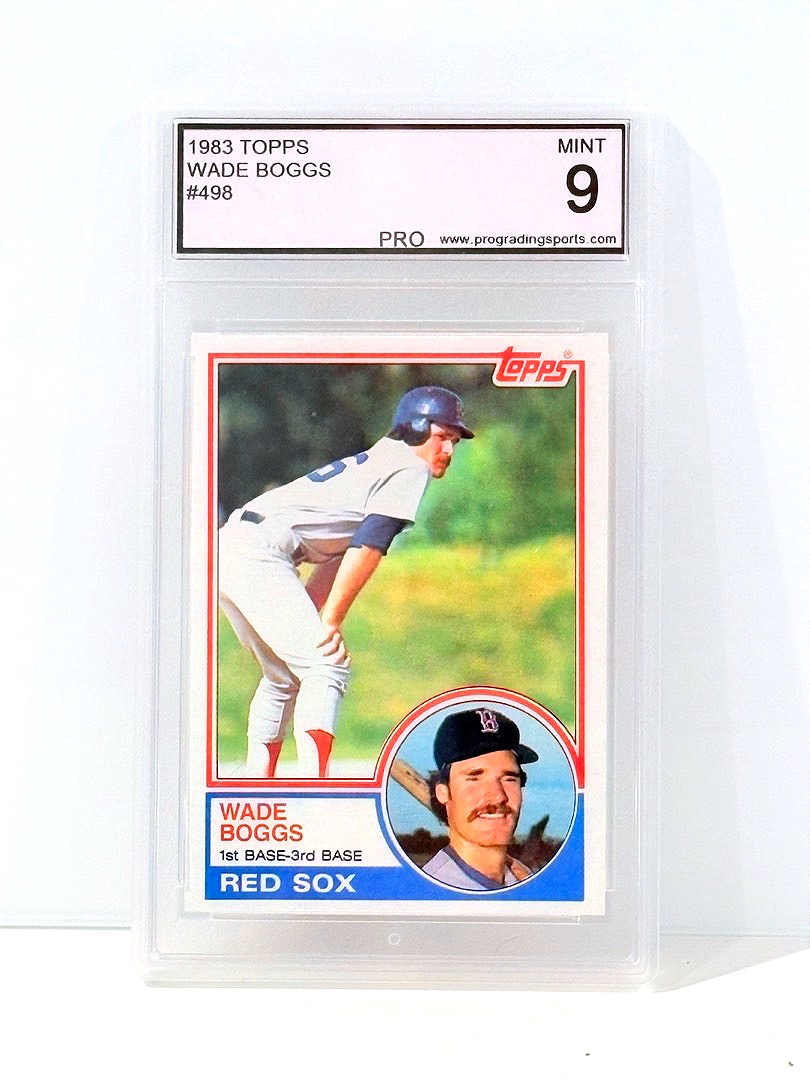 1983 TOPPS
WADE BOGGS
#498
MINT
9
PRO www.progradingsports.com
Topps®
6
B
WADE
BOGGS
1st BASE-3rd BASE
RED SOX